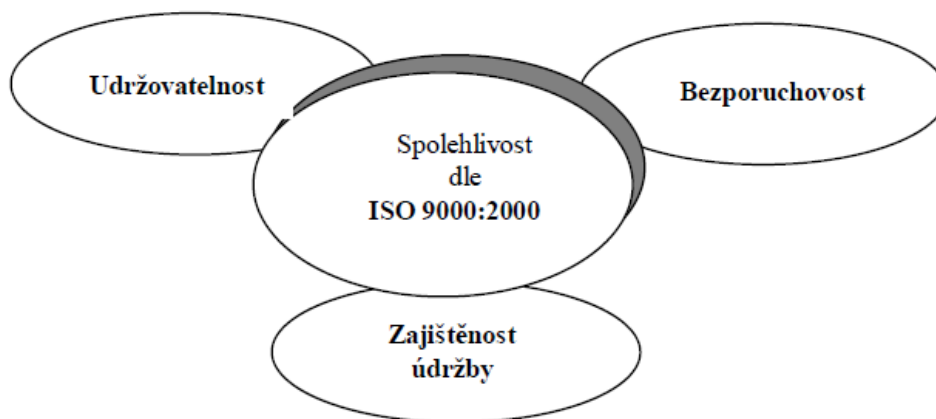 Udržovatelnost
Bezporuchovost
Spolehlivost
dle
ISO 9000:2000
Zajištěnost
údržby